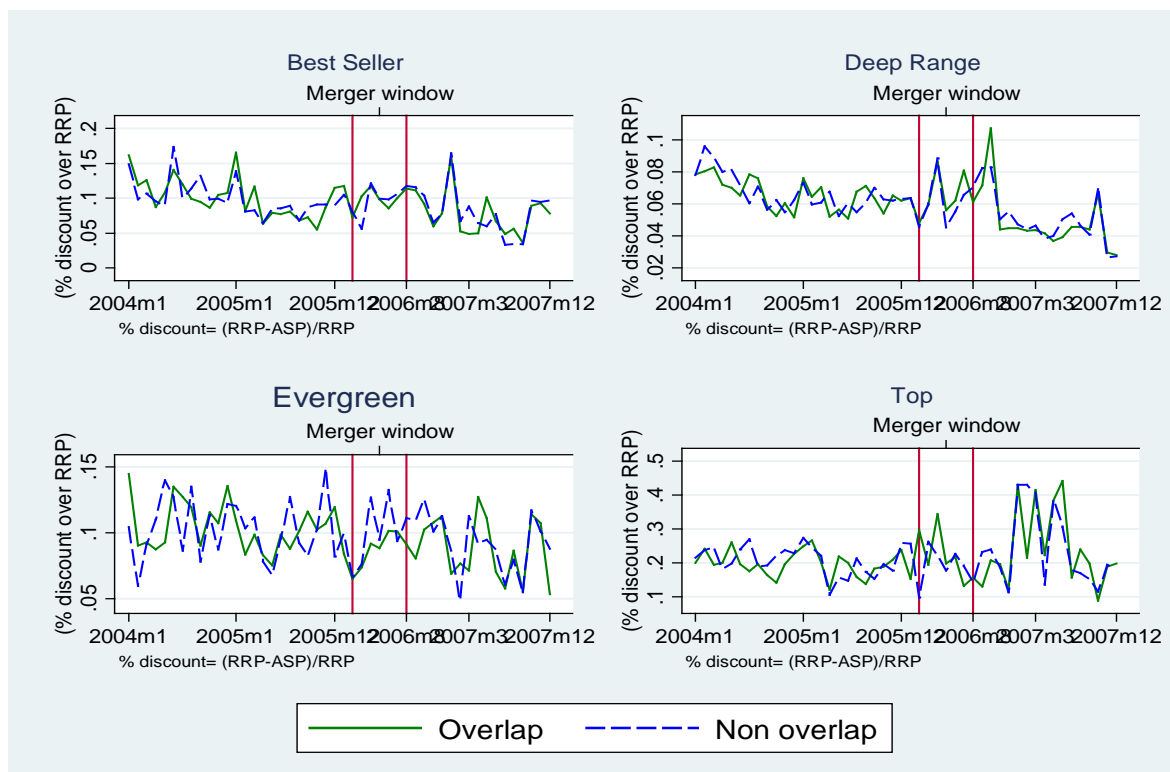 Best Seller
Merger window
(% discount over RRP)
.2
.15
.1
.05
0
2004m1 2005m1 2005m12 2006m8 2007m3 2007m12
% discount= (RRP-ASP)/RRP
Deep Range
Merger window
(% discount over RRP)
.1
.08
.06
.04
.02
2004m1 2005m1 2005m12 2006m8 2007m3 2007m12
% discount= (RRP-ASP)/RRP
Evergreen
Merger window
(% discount over RRP)
.15
.1
.05
2004m1 2005m1 2005m12 2006m8 2007m3 2007m12
% discount= (RRP-ASP)/RRP
Top
Merger window
(% discount over RRP)
.5
.4
.3
.2
.1
2004m1 2005m1 2005m12 2006m8 2007m3 2007m12
% discount= (RRP-ASP)/RRP
Overlap Non overlap